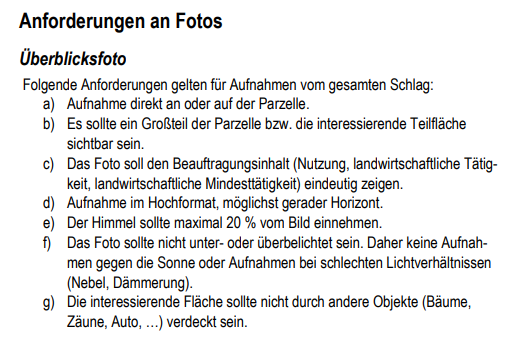 Anforderungen an Fotos
Überblicksfoto
Folgende Anforderungen gelten für Aufnahmen vom gesamten Schlag:
a) Aufnahme direkt an oder auf der Parzelle.
b) Es sollte ein Großteil der Parzelle bzw. die interessierende Teilfläche
sichtbar sein.
c) Das Foto soll den Beauftragungsinhalt (Nutzung, landwirtschaftliche Tätig-
keit, landwirtschaftliche Mindesttätigkeit) eindeutig zeigen.
d) Aufnahme im Hochformat, möglichst gerader Horizont.
e) Der Himmel sollte maximal 20 % vom Bild einnehmen.
f) Das Foto sollte nicht unter- oder überbelichtet sein. Daher keine Aufnah-
men gegen die Sonne oder Aufnahmen bei schlechten Lichtverhältnissen
(Nebel, Dämmerung).
g) Die interessierende Fläche sollte nicht durch andere Objekte (Bäume,
Zäune, Auto, …) verdeckt sein.